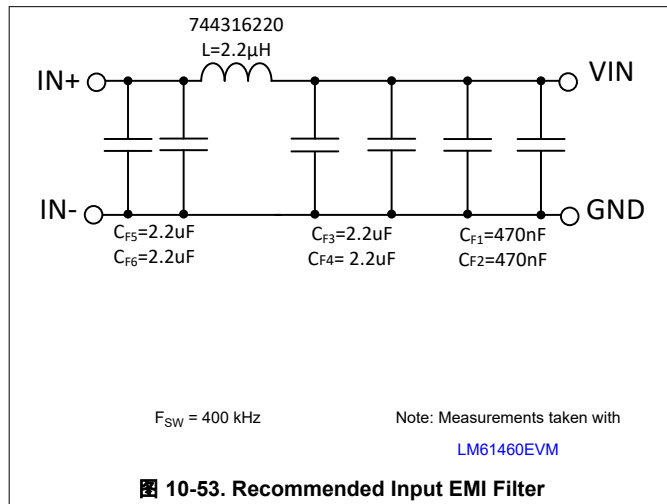 744316220
L=2.2µH
IN+
VIN
IN-
GND
CF5=2.2uF
CF6=2.2uF
CF3=2.2uF
CF4= 2.2uF
CF1=470nF
CF2=470nF
FSW = 400 kHz
Note: Measurements taken with
LM61460EVM
图 10-53. Recommended Input EMI Filter